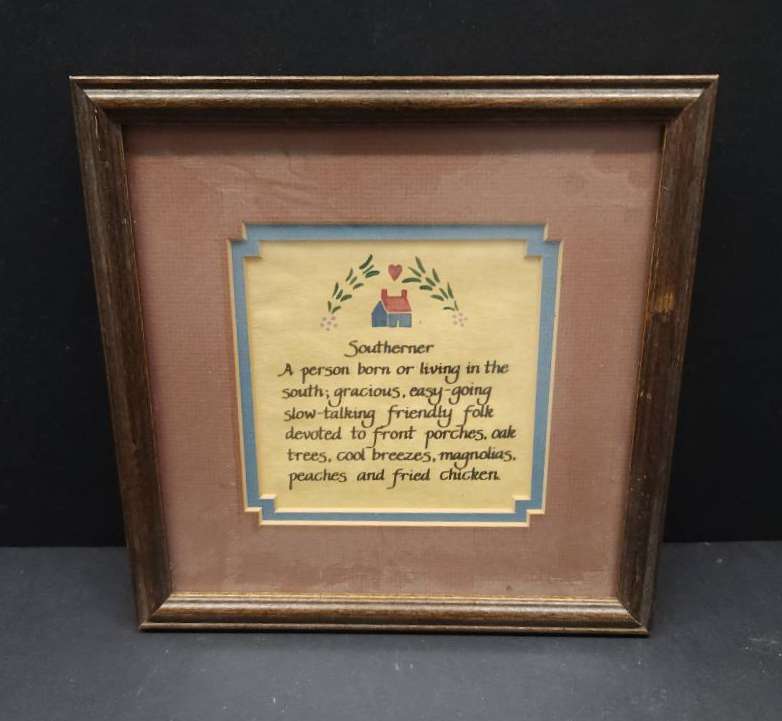 Southerner
A person born or living in the
south; gracious, easy-going
slow-talking friendly folk
devoted to front porches, oak
trees, cool breezes, magnolias,
peaches and fried chicken.